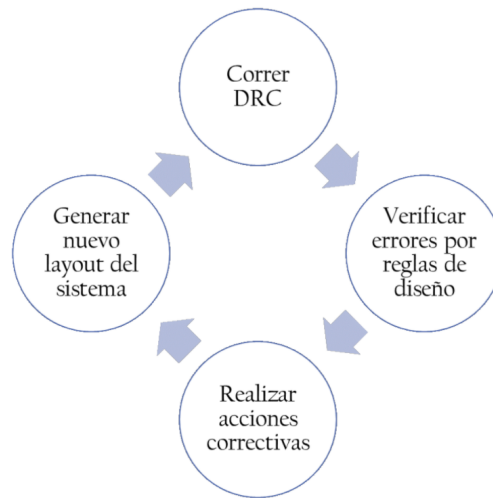 Correr
DRC
Verificar
errores por
reglas de
diseño
Realizar
acciones
correctivas
Generar
nuevo
layout del
sistema